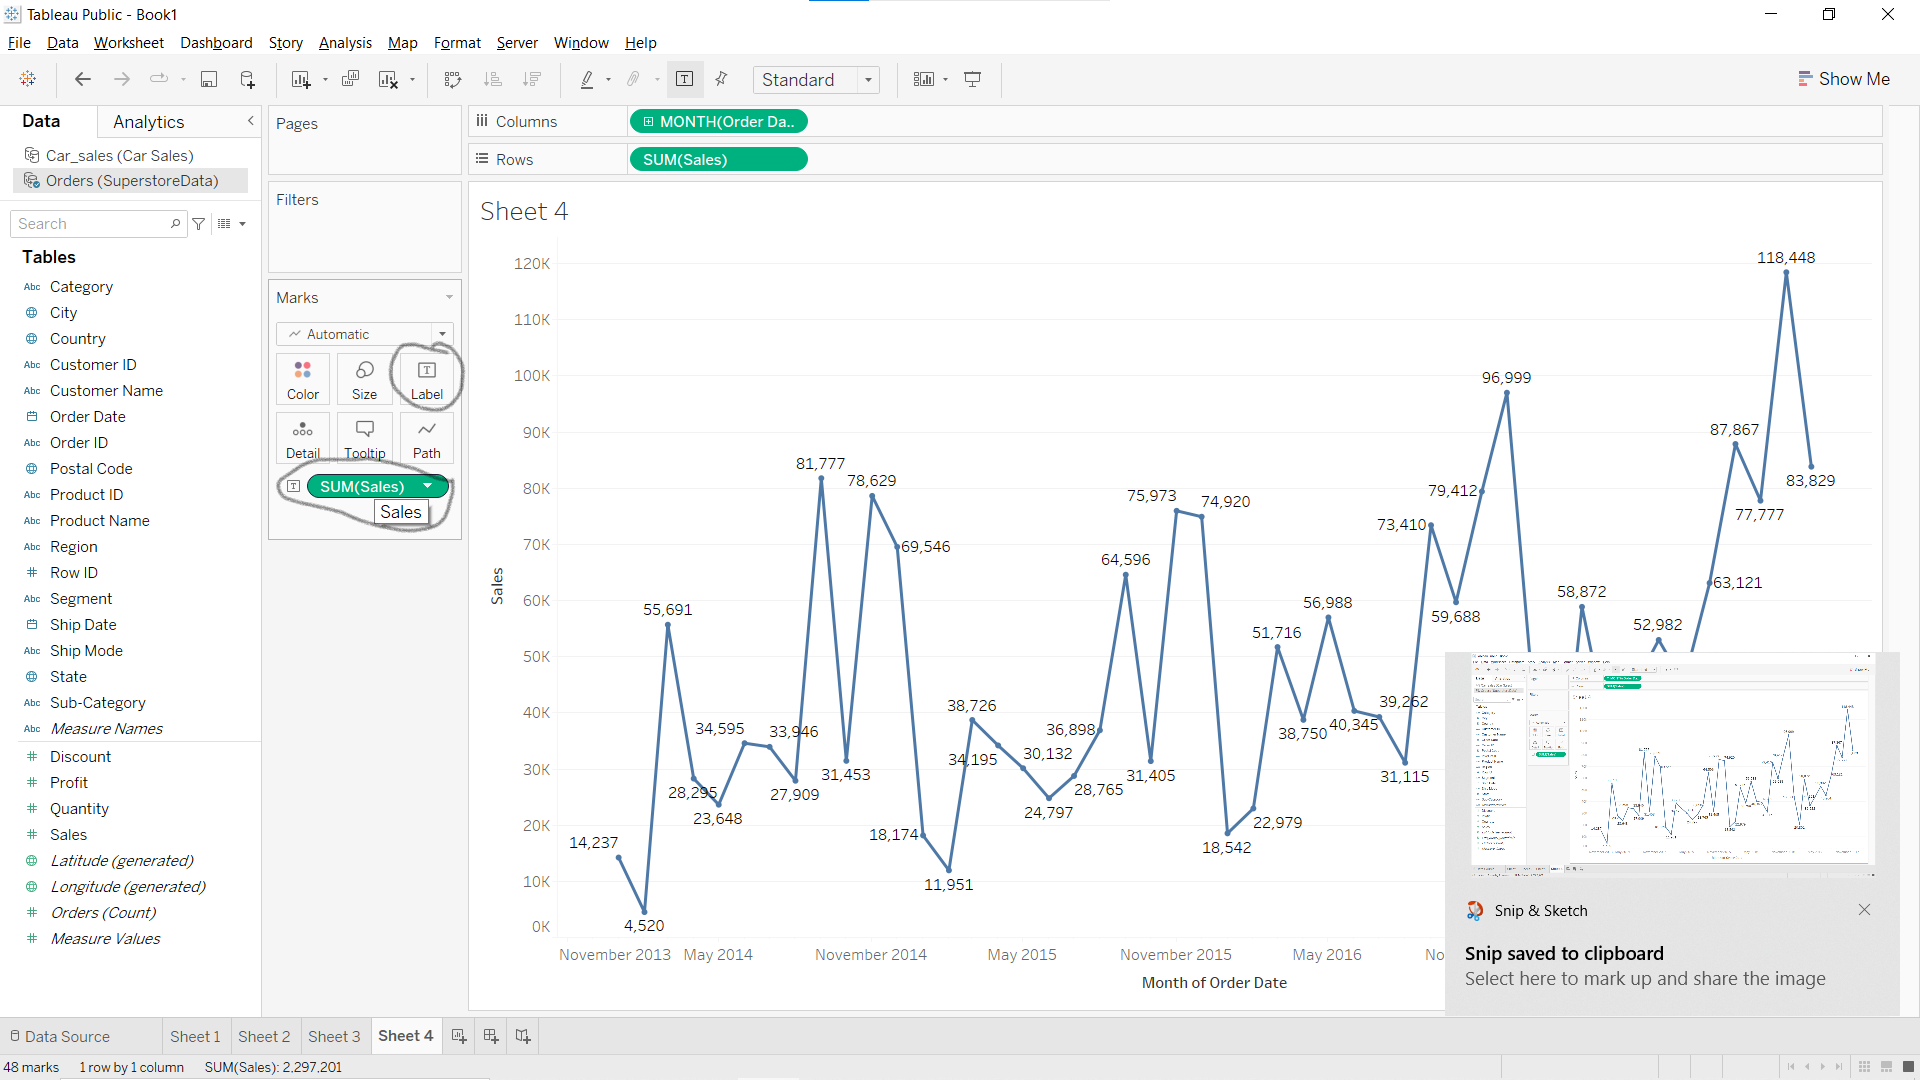 Tableau Public - Book1
File Data Worksheet Dashboard Story Analysis Map Format Server Window Help
Standard
Show Me
Data Analytics
Car_sales (Car Sales)
Orders (SuperstoreData)
Search
Tables
Abc Category
City
Country
Abc Customer ID
Abc Customer Name
Order Date
Abc Order ID
Postal Code
Abc Product ID
Abc Product Name
Abc Region
# Row ID
Abc Segment
Ship Date
Abc Ship Mode
State
Abc Sub-Category
Abc Measure Names
# Discount
# Profit
# Quantity
# Sales
Latitude (generated)
Longitude (generated)
# Orders (Count)
# Measure Values
Pages
Filters
Marks
Automatic
Color Size Label
Detail Tooltip Path
SUM(Sales)
Sales
Columns MONTH(Order Da..
Rows SUM(Sales)
Sheet 4
Sales
120K
110K
100K
90K
80K
70K
60K
50K
40K
30K
20K
10K
0K
14,237
4,520
55,691
28,295
23,648
34,595
33,946
27,909
81,777
31,453
78,629
69,546
18,174
11,951
38,726
34,195
30,132
24,797
28,765
36,898
64,596
31,405
75,973
74,920
18,542
22,979
51,716
38,750
56,988
40,345
39,262
31,115
73,410
59,688
79,412
96,999
58,872
52,982
63,121
87,867
77,777
118,448
83,829
November 2013 May 2014 November 2014 May 2015 November 2015 May 2016 No
Month of Order Date
Snip & Sketch
Snip saved to clipboard
Select here to mark up and share the image
Data Source Sheet 1 Sheet 2 Sheet 3 Sheet 4
48 marks 1 row by 1 column SUM(Sales): 2,297,201